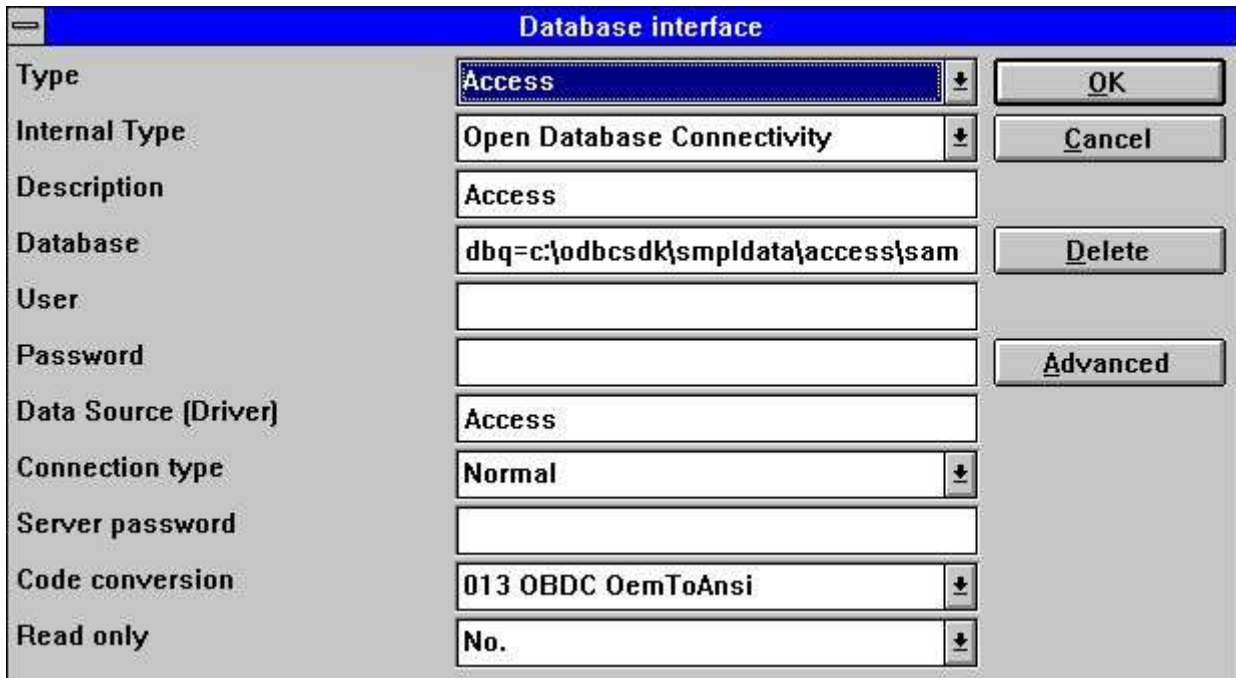 Database interface
Type Access OK
Internal Type Open Database Connectivity Cancel
Description Access
Database dbq=c:\odbcsdk\smpldata\access\sam Delete
User
Password Advanced
Data Source (Driver) Access
Connection type Normal
Server password
Code conversion 013 OBDC OemToAnsi
Read only No.